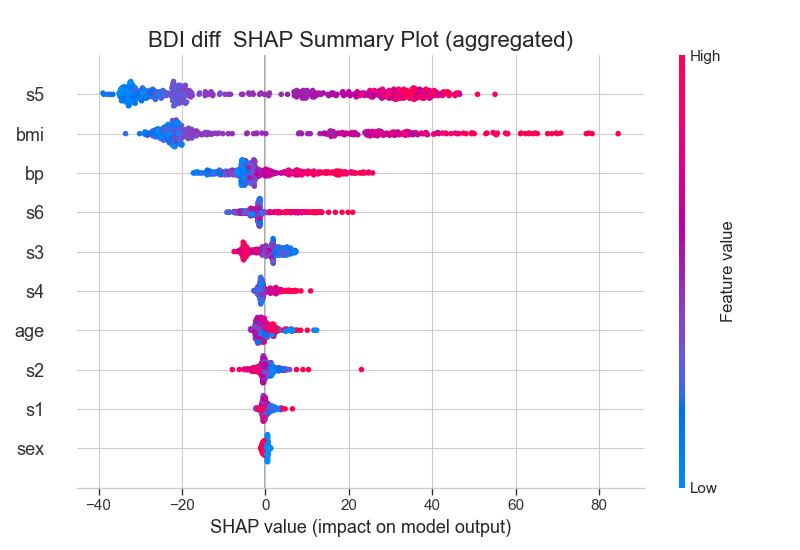 BDI diff  SHAP Summary Plot (aggregated)
High
s5
bmi
bp
s6
s3
s4
age
s2
s1
sex
Feature value
Low
−40
−20
0
20
40
60
80
SHAP value (impact on model output)